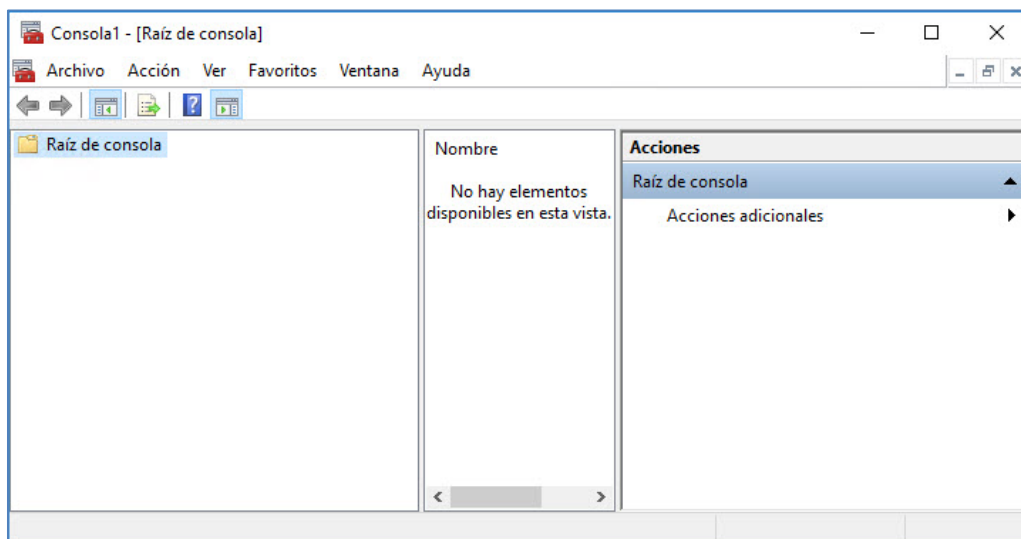 Consola1 - [Raíz de consola]
Archivo Acción Ver Favoritos Ventana Ayuda
Raíz de consola
Nombre
No hay elementos
disponibles en esta vista.
Acciones
Raíz de consola
Acciones adicionales